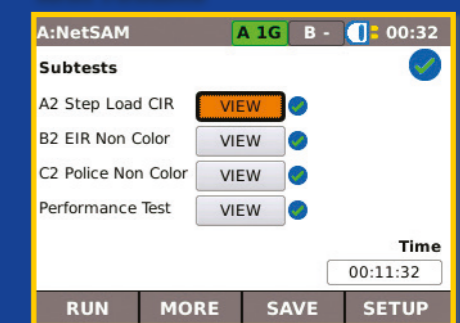 A:NetSAM A 1G B - 00:32
Subtests
A2 Step Load CIR VIEW
B2 EIR Non Color VIEW
C2 Police Non Color VIEW
Performance Test VIEW
Time
00:11:32
RUN MORE SAVE SETUP